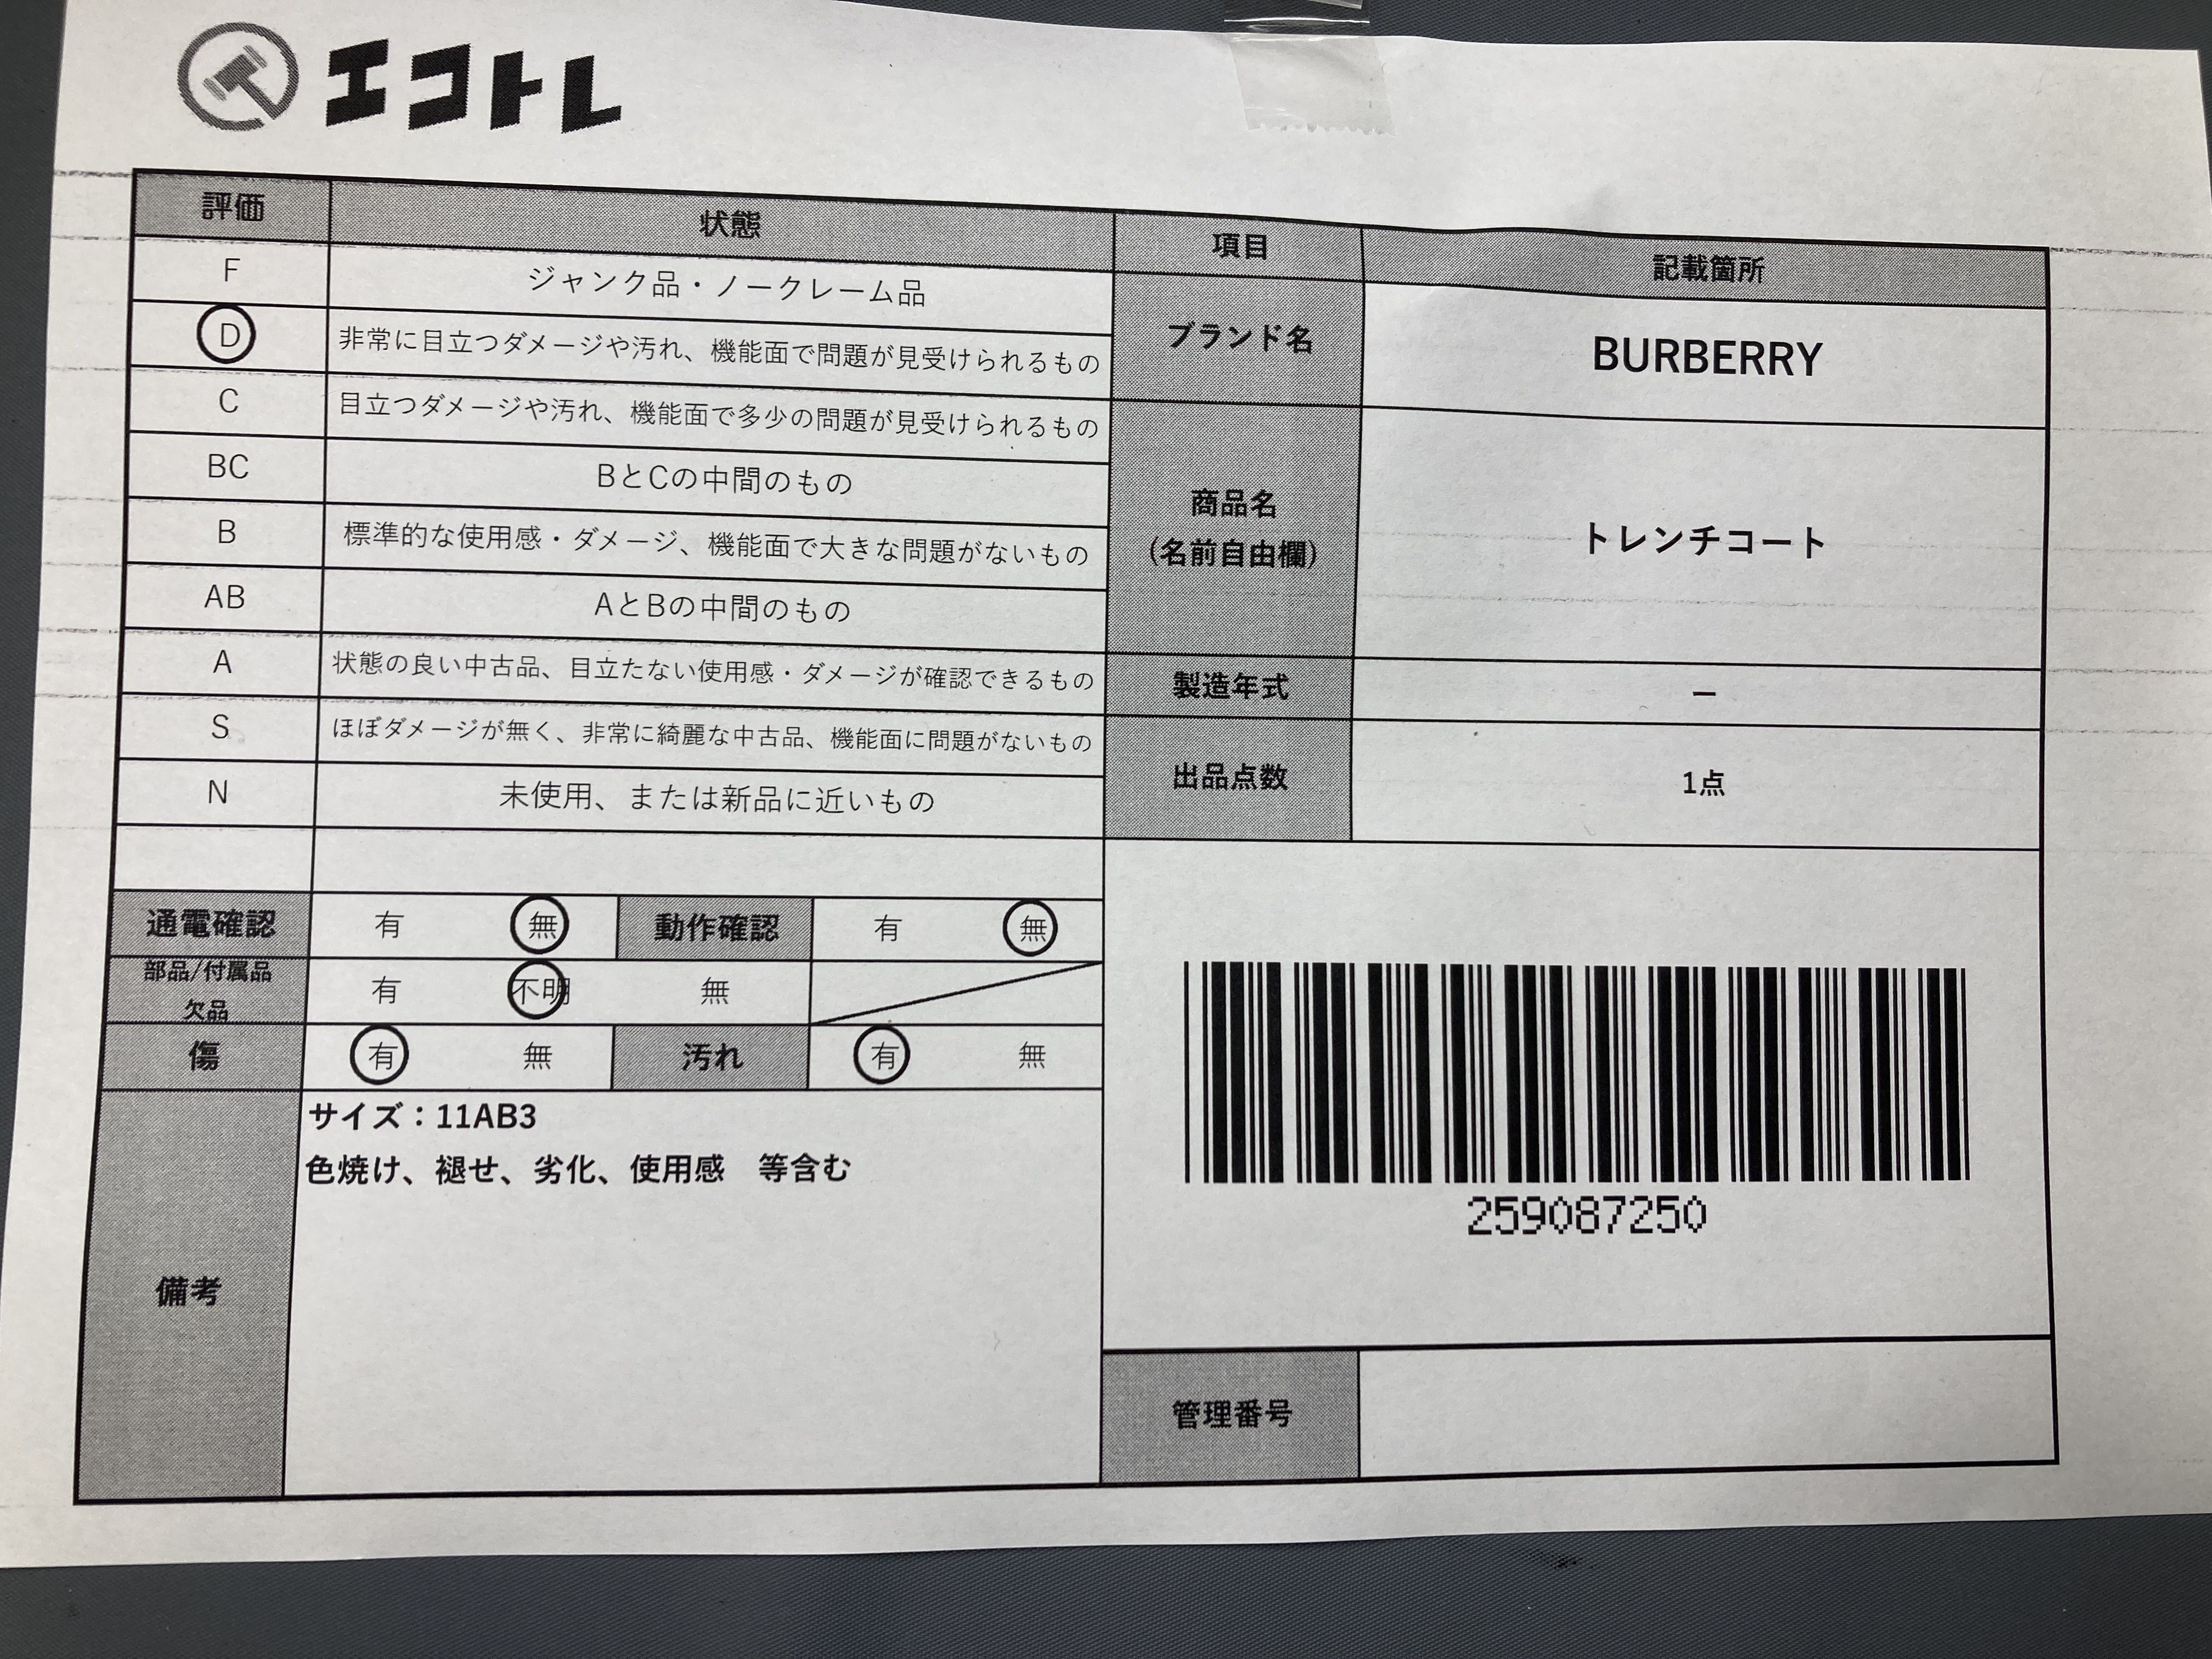 エコトレ
評価 状態
F ジャンク品・ノークレーム品
D 非常に目立つダメージや汚れ、機能面で問題が見受けられるもの
C 目立つダメージや汚れ、機能面で多少の問題が見受けられるもの
BC BとCの中間のもの
B 標準的な使用感・ダメージ、機能面で大きな問題がないもの
AB AとBの中間のもの
A 状態の良い中古品、目立たない使用感・ダメージが確認できるもの
S ほぼダメージが無く、非常に綺麗な中古品、機能面に問題がないもの
N 未使用、または新品に近いもの
通電確認 有 無 動作確認 有 無
部品/付属品
欠品 有 不明 無
傷 有 無 汚れ 有 無
備考
サイズ：11AB3
色焼け、褪せ、劣化、使用感　等含む
項目 記載箇所
ブランド名 BURBERRY
商品名
(名前自由欄) トレンチコート
製造年式 ー
出品点数 1点
259087250
管理番号